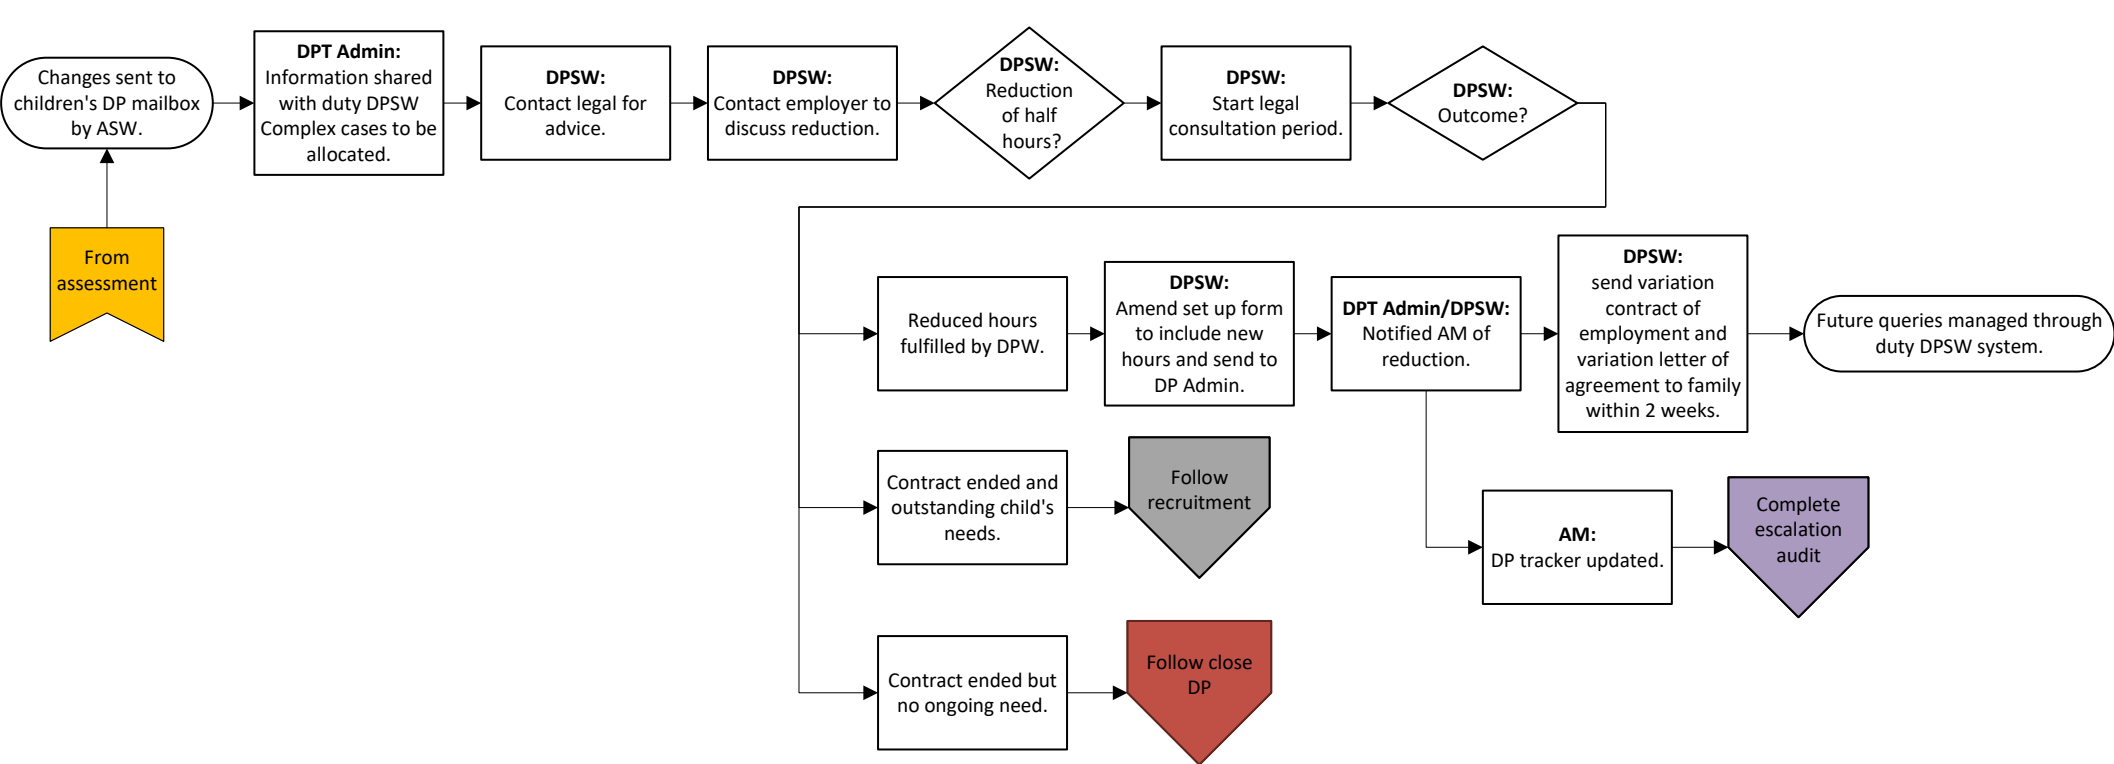 Changes sent to
children's DP mailbox
by ASW.
DPT Admin:
Information shared
with duty DPSW
Complex cases to be
allocated.
DPSW:
Contact legal for
advice.
DPSW:
Contact employer to
discuss reduction.
DPSW:
Reduction
of half
hours?
DPSW:
Start legal
consultation period.
DPSW:
Outcome?
From
assessment
Reduced hours
fulfilled by DPW.
DPSW:
Amend set up form
to include new
hours and send to
DP Admin.
DPT Admin/DPSW:
Notified AM of
reduction.
DPSW:
send variation
contract of
employment and
variation letter of
agreement to family
within 2 weeks.
Future queries managed through
duty DPSW system.
Contract ended and
outstanding child's
needs.
Follow
recruitment
AM:
DP tracker updated.
Complete
escalation
audit
Contract ended but
no ongoing need.
Follow close
DP